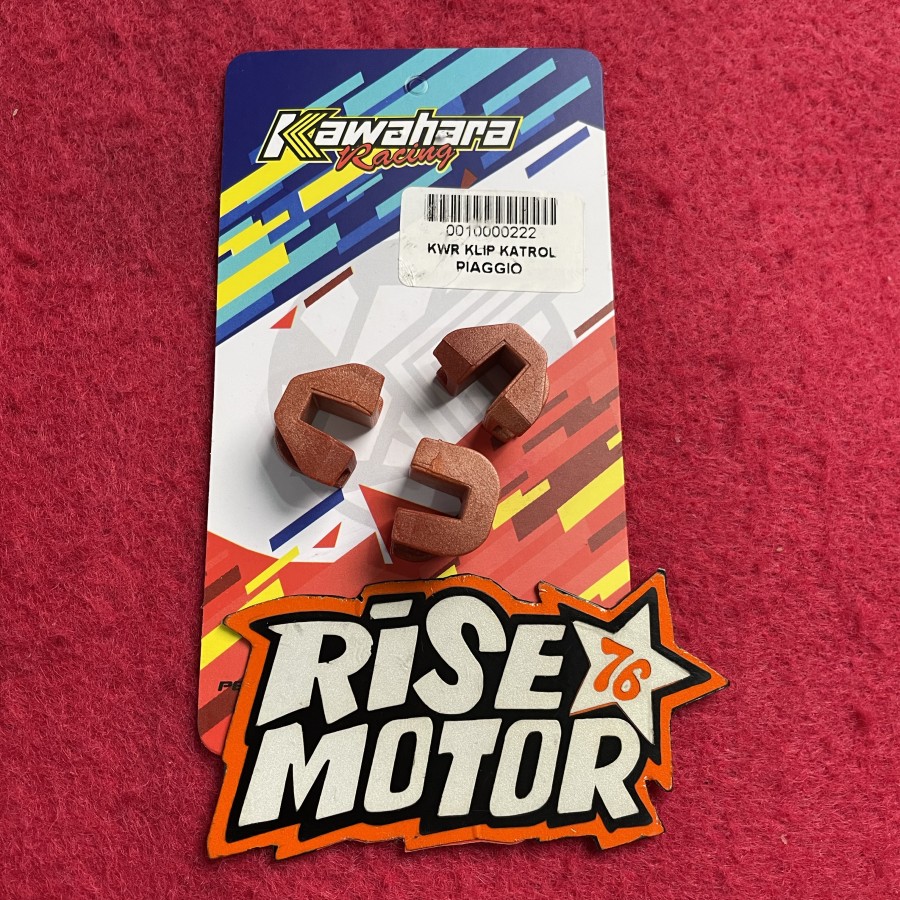 Kawahara
Racing
0010000222
KWR KLIP KATROL
PIAGGIO
RiSE
76
MOTOR